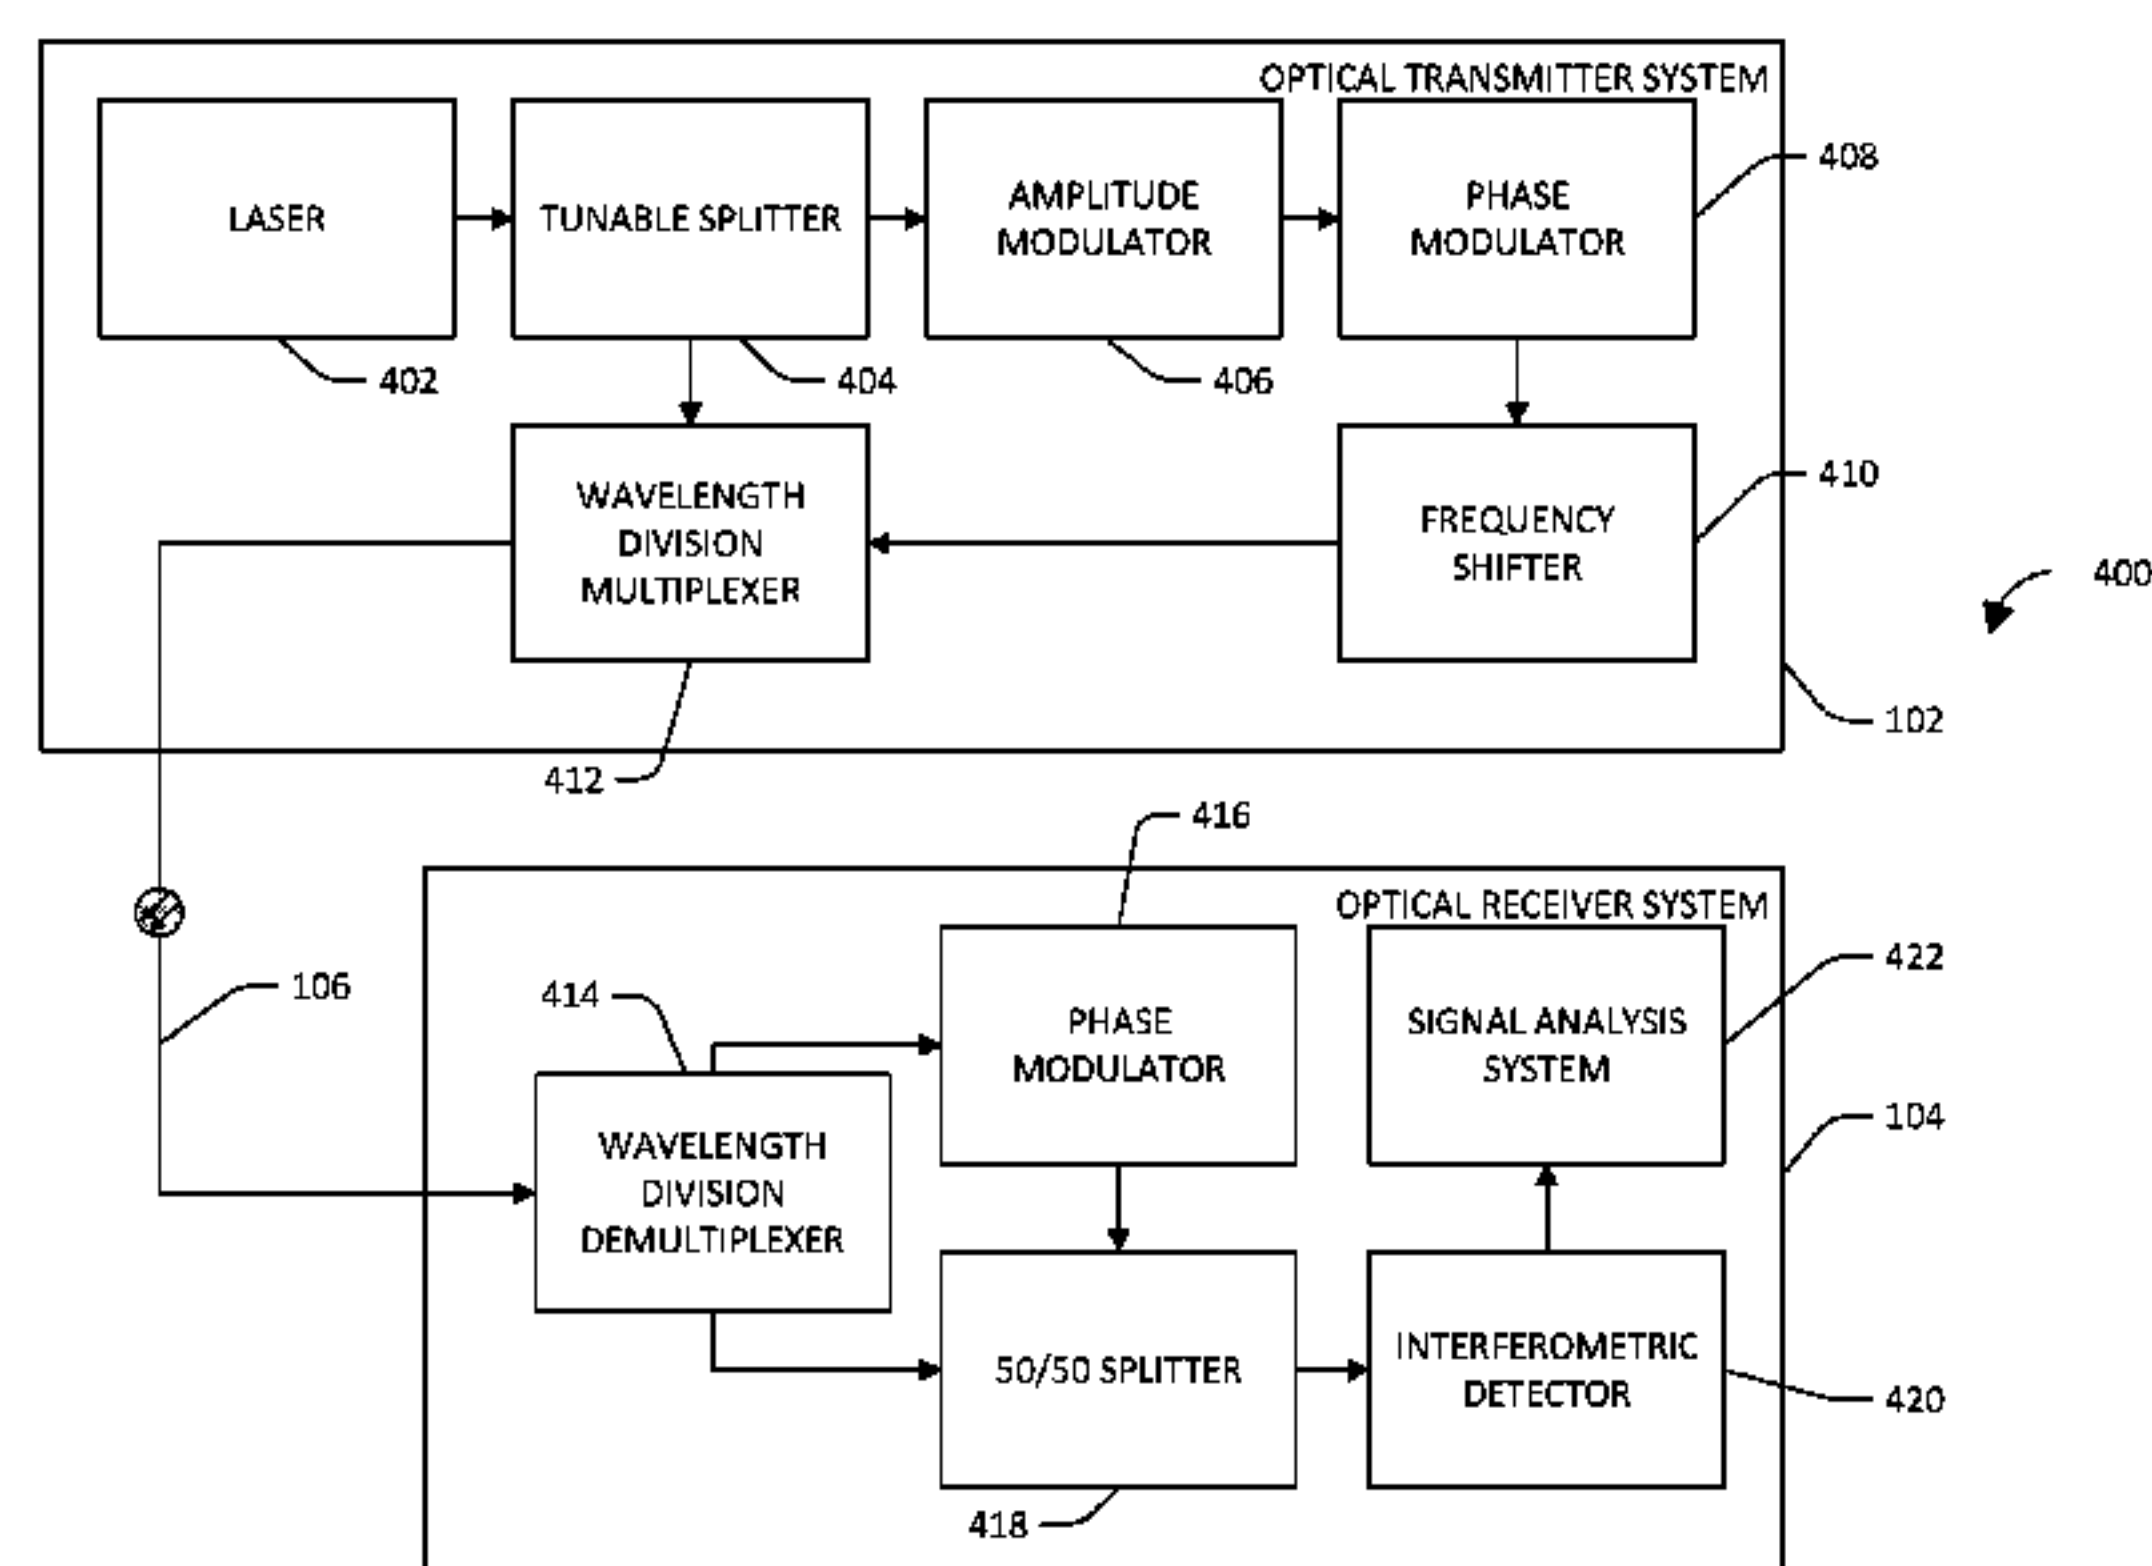 OPTICAL TRANSMITTER SYSTEM
LASER
TUNABLE SPLITTER
AMPLITUDE
MODULATOR
PHASE
MODULATOR
408
402
404
406
WAVELENGTH
DIVISION
MULTIPLEXER
FREQUENCY
SHIFTER
410
400
102
412
416
OPTICAL RECEIVER SYSTEM
106
414
PHASE
MODULATOR
SIGNAL ANALYSIS
SYSTEM
422
104
WAVELENGTH
DIVISION
DEMULTIPLEXER
50/50 SPLITTER
INTERFEROMETRIC
DETECTOR
420
418